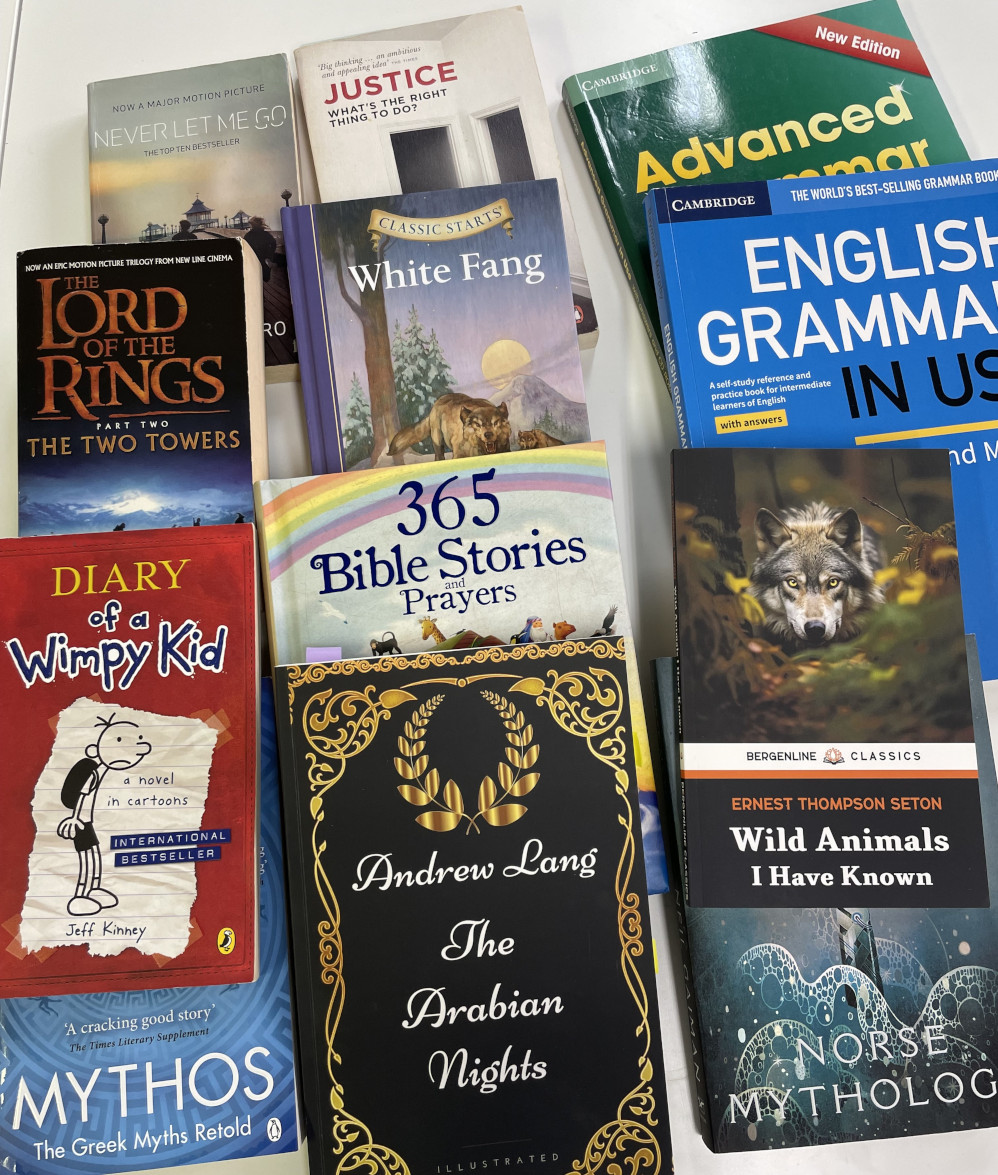 NOW A MAJOR MOTION PICTURE
NEVER LET ME GO
THE TOP TEN BESTSELLER
RO
'Big thinking ... an ambitious
and appealing idea' THE TIMES
JUSTICE
WHAT'S THE RIGHT
THING TO DO?
CAMBRIDGE
New Edition
Advanced
CAMBRIDGE
THE WORLD'S BEST-SELLING GRAMMAR BOOK
ENGLISH
GRAMMA
IN US
A self-study reference and
practice book for intermediate
learners of English
with answers
nd M
ENGLISH GRAMMA
CLASSIC STARTS
White Fang
NOW AN EPIC MOTION PICTURE TRILOGY FROM NEW LINE CINEMA
THE
LORD
OF THE
RINGS
PART TWO
THE TWO TOWERS
365
Bible Stories
and
Prayers
DIARY
of a
Wimpy Kid
a novel
in cartoons
INTERNATIONAL
BESTSELLER
Jeff Kinney
'A cracking good story'
The Times Literary Supplement
MYTHOS
The Greek Myths Retold
Andrew Lang
The
Arabian
Nights
ILLUSTRATED
BERGENLINE CLASSICS
ERNEST THOMPSON SETON
Wild Animals
I Have Known
NORSE
MYTHOLOG